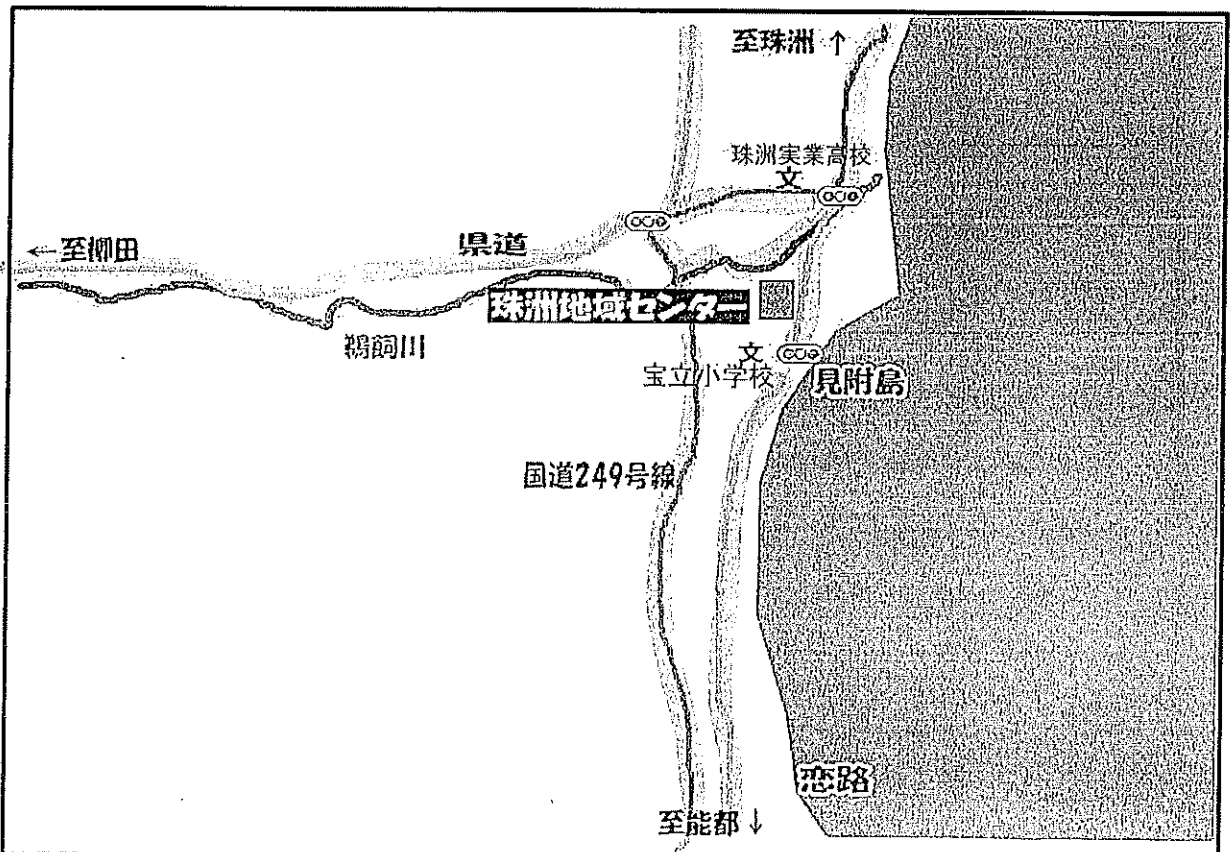 至珠洲 ↑
珠洲実業高校
文
←至柳田
県道
珠洲地域センター
鵜飼川
文
宝立小学校
見附島
国道249号線
恋路
至能都 ↓